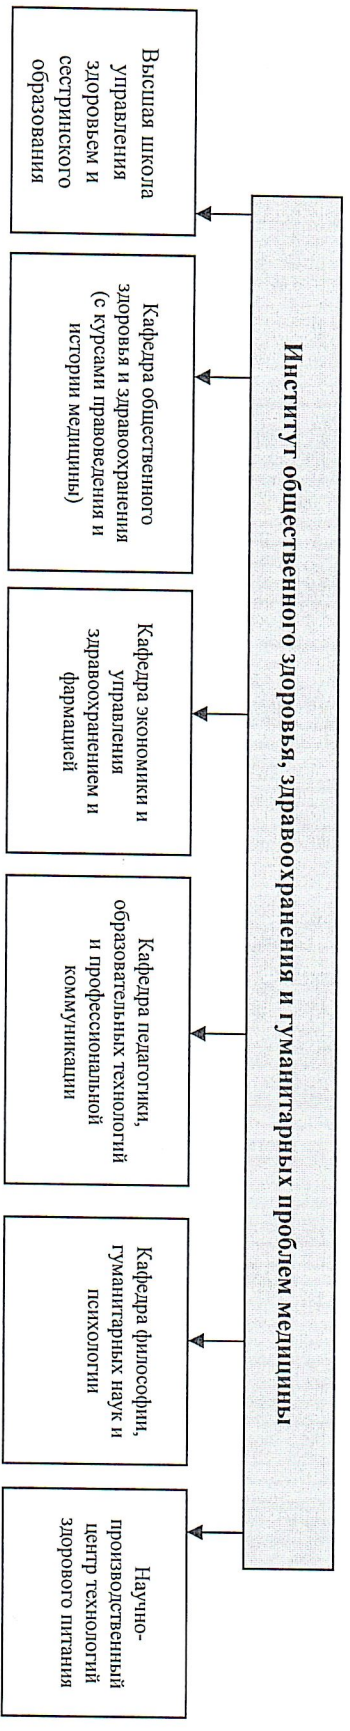 Институт общественного здоровья, здравоохранения и гуманитарных проблем медицины
Высшая школа
управления
здоровьем и
сестринского
образования
Кафедра общественного
здоровья и здравоохранения
(с курсами правоведения и
истории медицины)
Кафедра экономики и
управления
здравоохранением и
фармацией
Кафедра педагогики,
образовательных технологий
и профессиональной
коммуникации
Кафедра философии,
гуманитарных наук и
психологии
Научно-
производственный
центр технологий
здорового питания